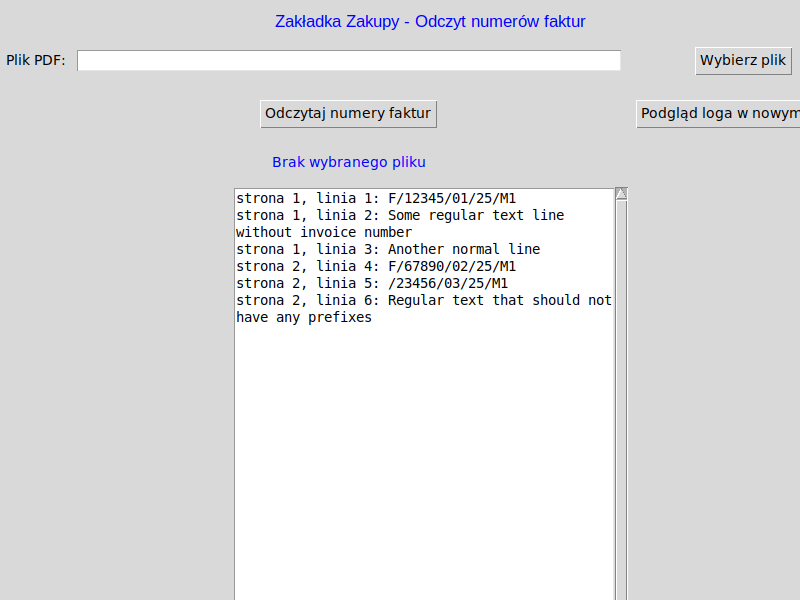 Zakładka Zakupy - Odczyt numerów faktur
Plik PDF:
Wybierz plik
Odczytaj numery faktur
Podgląd loga w nowym
Brak wybranego pliku
strona 1, linia 1: F/12345/01/25/M1
strona 1, linia 2: Some regular text line
without invoice number
strona 1, linia 3: Another normal line
strona 2, linia 4: F/67890/02/25/M1
strona 2, linia 5: /23456/03/25/M1
strona 2, linia 6: Regular text that should not
have any prefixes